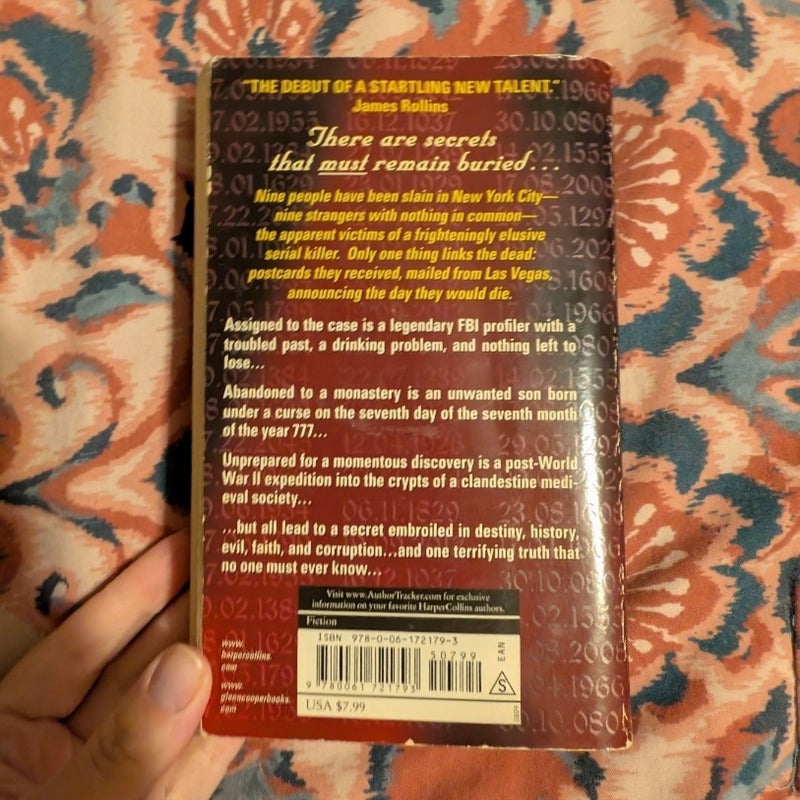 "THE DEBUT OF A STARTLING NEW TALENT."
James Rollins
There are secrets
that must remain buried...
Nine people have been slain in New York City—
nine strangers with nothing in common—
the apparent victims of a frighteningly elusive
serial killer. Only one thing links the dead:
postcards they received, mailed from Las Vegas,
announcing the day they would die.
Assigned to the case is a legendary FBI profiler with a
troubled past, a drinking problem, and nothing left to
lose...
Abandoned to a monastery is an unwanted son born
under a curse on the seventh day of the seventh month
of the year 777...
Unprepared for a momentous discovery is a post-World
War II expedition into the crypts of a clandestine medi-
eval society...
...but all lead to a secret embroiled in destiny, history,
evil, faith, and corruption...and one terrifying truth that
no one must ever know...
Visit www.AuthorTracker.com for exclusive
information on your favorite HarperCollins authors.
Fiction
ISBN 978-0-06-172179-3
50799
EAN
9 780061 721793
S
USA $7.99
0009
www.
harpercollins.
com
www.
glenncooperbooks.
com